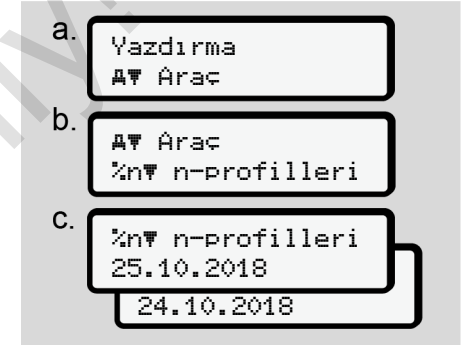 a.
Yazdırma
A▼ Araç
b.
A▼ Araç
%n▼ n-profilleri
c.
%n▼ n-profilleri
25.10.2018
24.10.2018